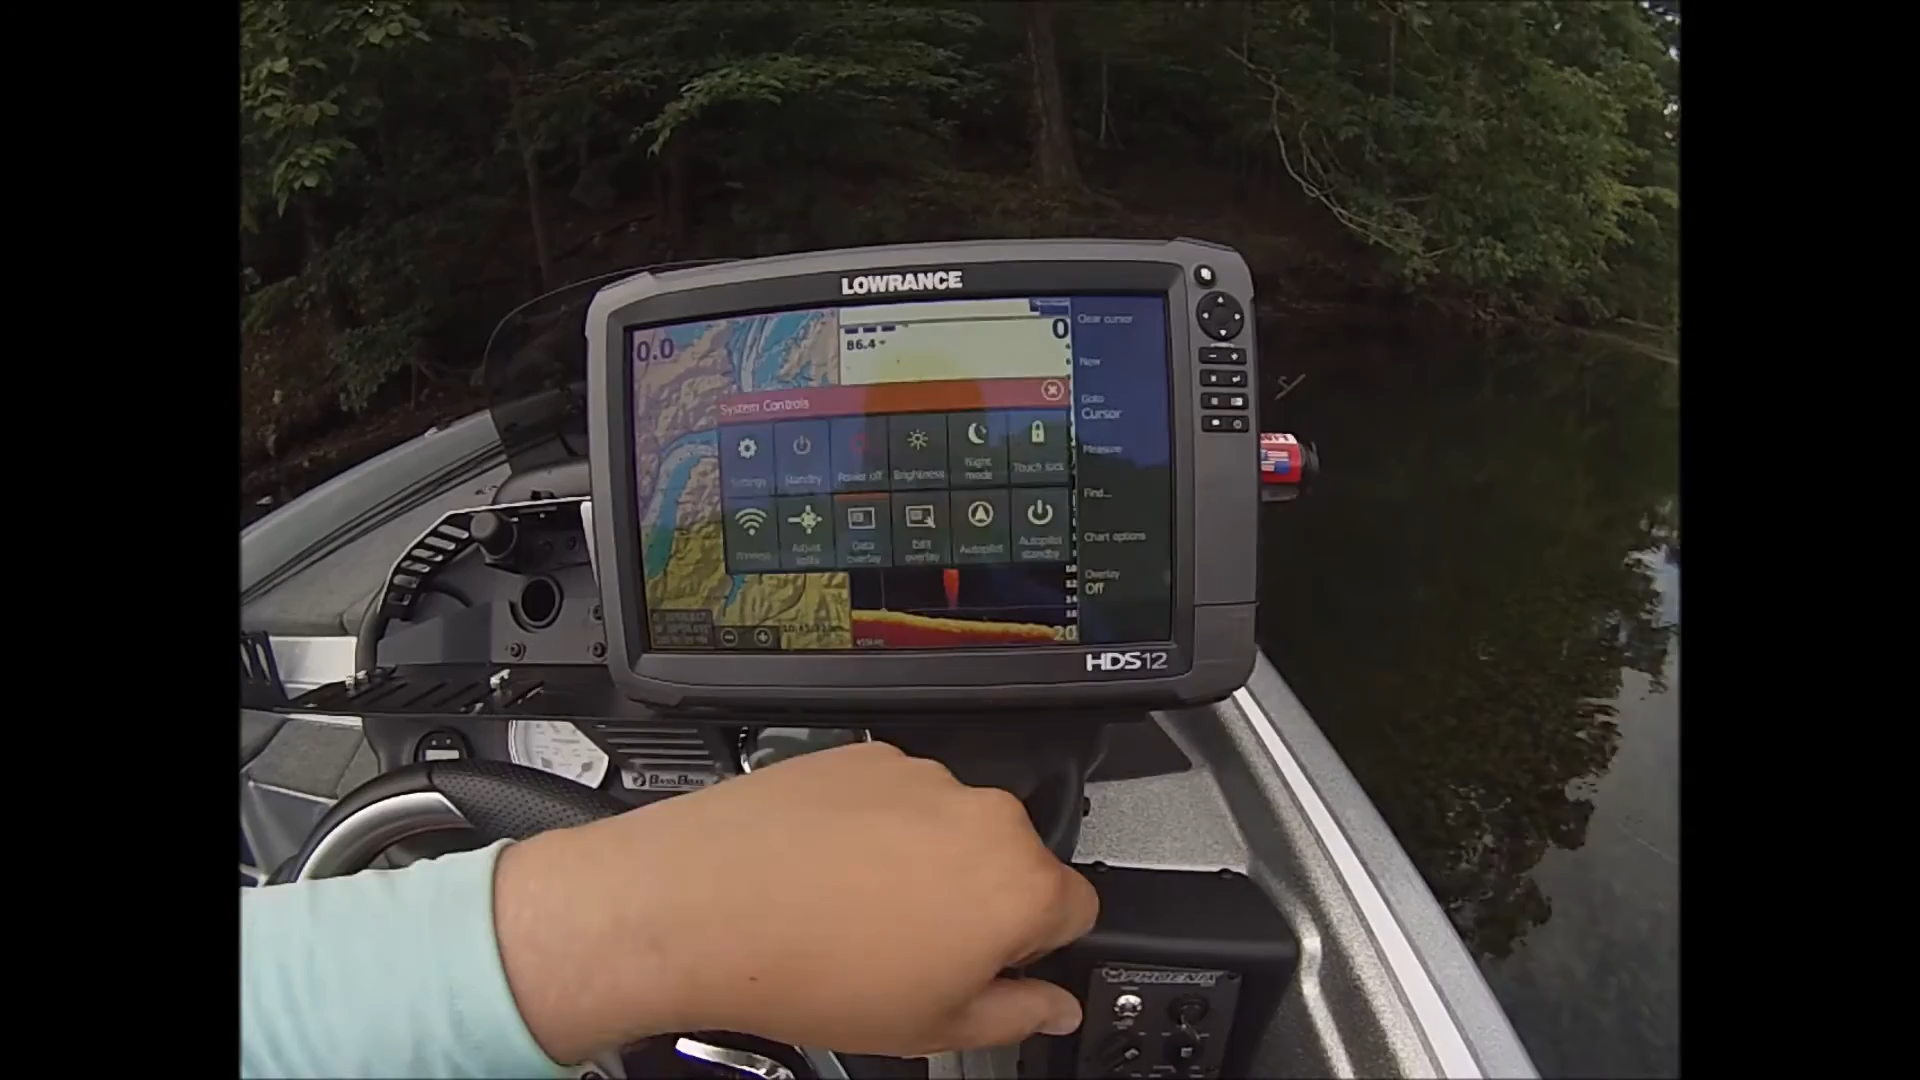 LOWRANCE
0.0
0
86.4
Clear cursor
New
Goto
Cursor
Measure
Find...
Chart options
Overlay
Off
System Controls
Settings
Standby
Power off
Brightness
Night mode
Touch lock
Wireless
Adjust
Data overlay
Edit overlay
Autopilot
Autopilot standby
20
HDS12
PHOENIX